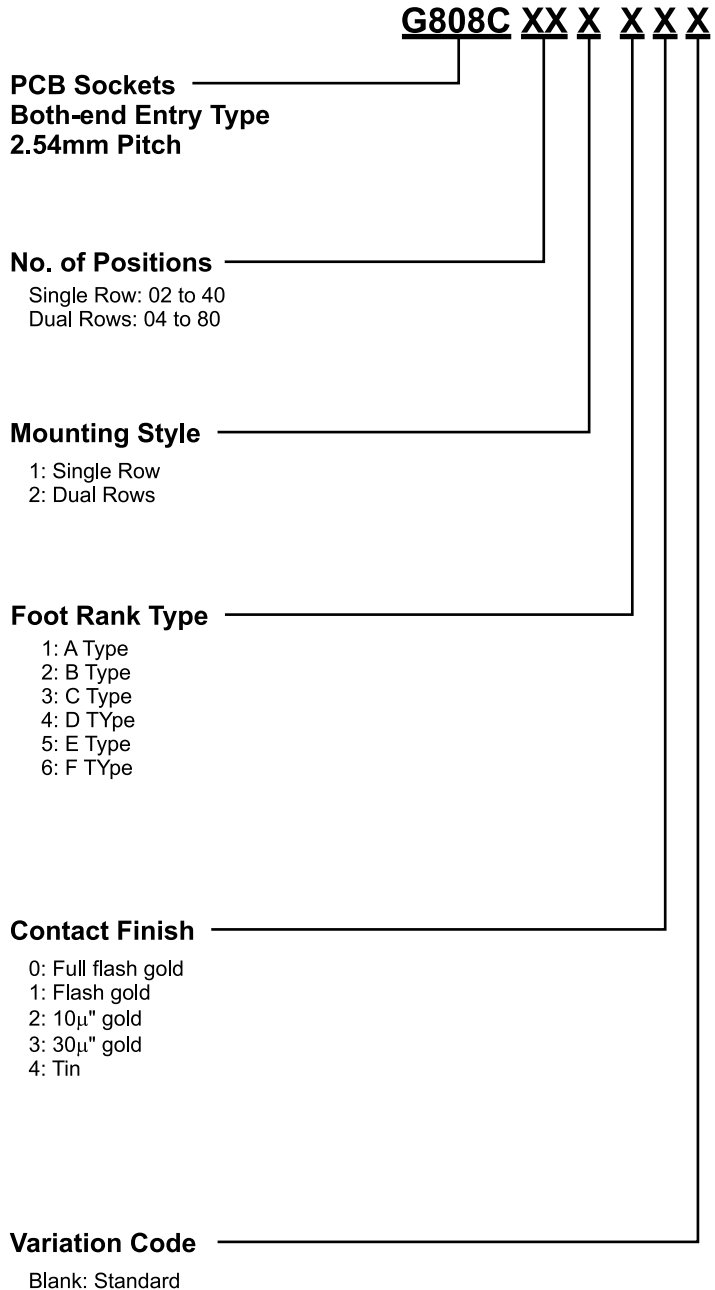 G808C XX X X X X
PCB Sockets
Both-end Entry Type
2.54mm Pitch
No. of Positions
Single Row: 02 to 40
Dual Rows: 04 to 80
Mounting Style
1: Single Row
2: Dual Rows
Foot Rank Type
1: A Type
2: B Type
3: C Type
4: D TYpe
5: E Type
6: F TYpe
Contact Finish
0: Full flash gold
1: Flash gold
2: 10μ" gold
3: 30μ" gold
4: Tin
Variation Code
Blank: Standard